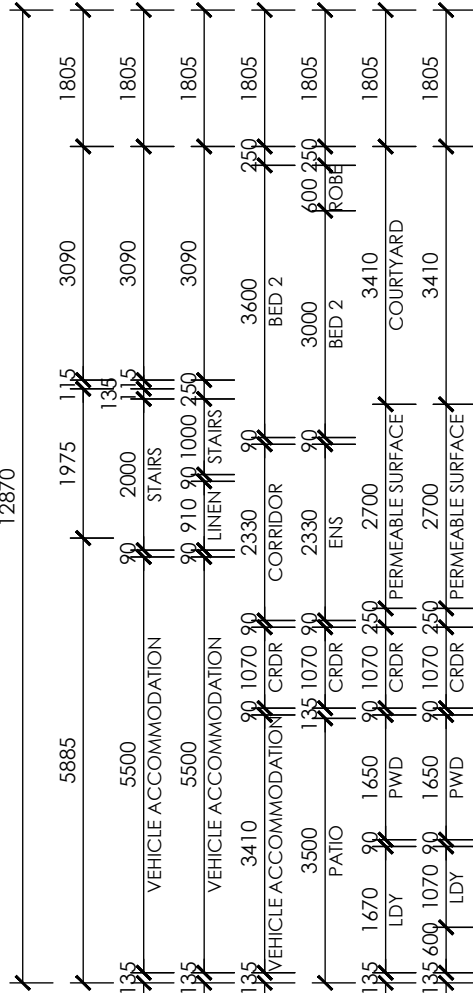 12870
5885 1975 115 3090 1805
135 5500 90 2000 135 115 3090 1805
VEHICLE ACCOMMODATION STAIRS
135 5500 90 910 90 1000 250 3090 1805
VEHICLE ACCOMMODATION LINEN STAIRS
135 3410 90 1070 90 2330 90 3600 250 1805
VEHICLE ACCOMMODATION CRDR CORRIDOR BED 2
3500 135 1070 90 2330 90 3000 600 250 1805
PATIO CRDR ENS BED 2 ROBE
135 1670 90 1650 90 1070 250 2700 3410 1805
LDY PWD CRDR PERMEABLE SURFACE COURTYARD
135 600 1070 90 1650 90 1070 250 2700 3410 1805
LDY PWD CRDR PERMEABLE SURFACE